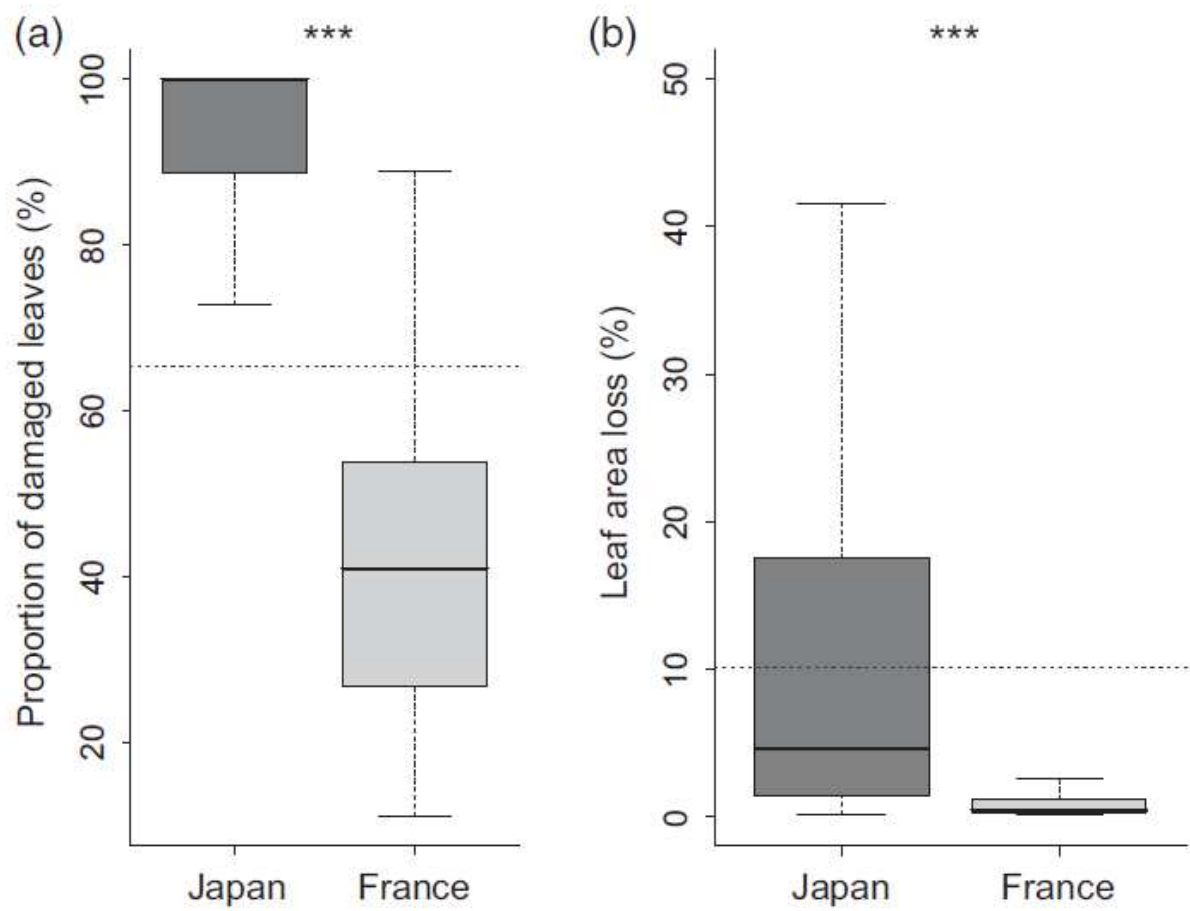 (a)
***
Proportion of damaged leaves (%)
100
80
60
40
20
Japan
France
(b)
***
Leaf area loss (%)
50
40
30
20
10
0
Japan
France